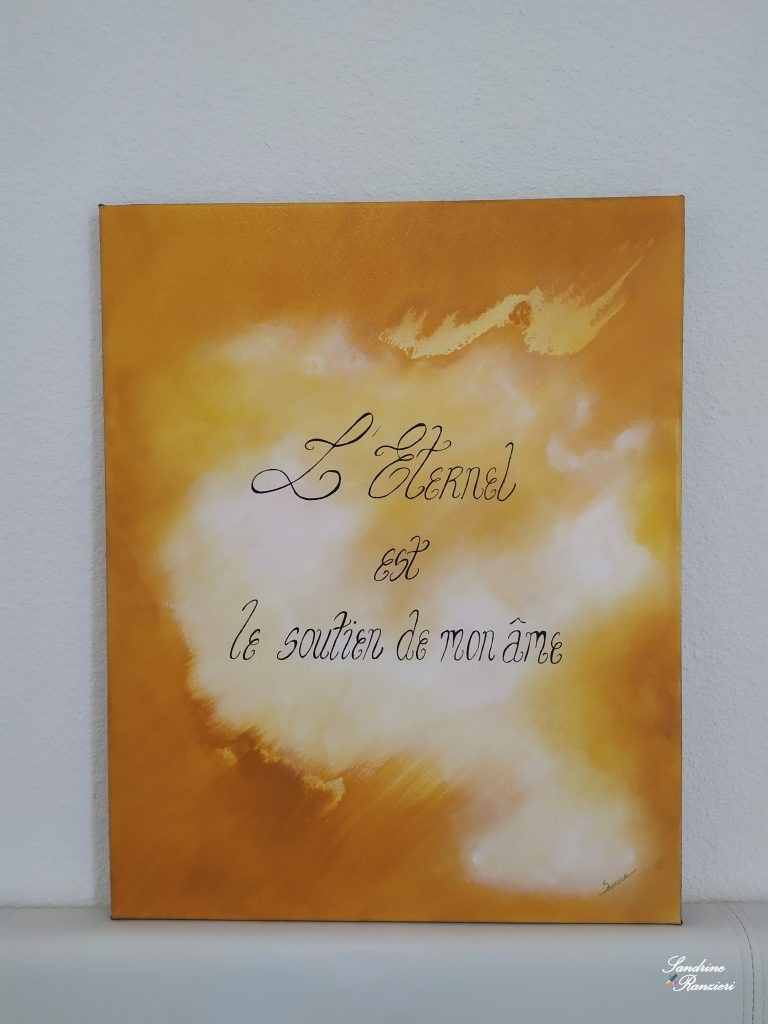 L'Eternel
est
le soutien de mon âme
Sandrine
Ranzieri